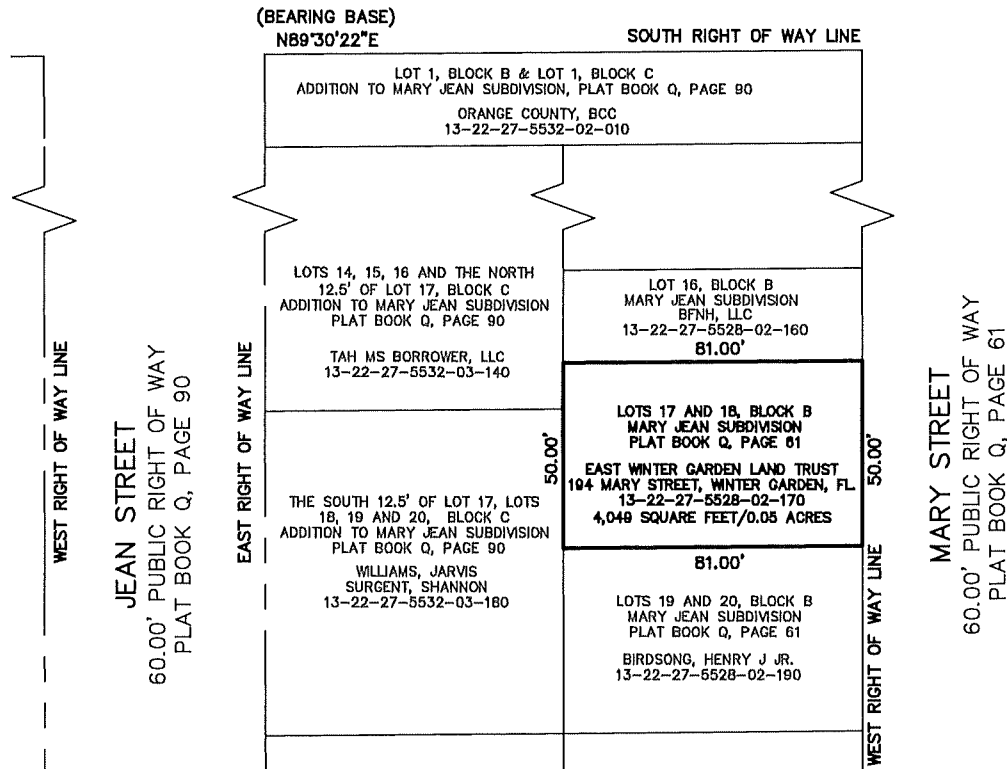 (BEARING BASE)
N89°30'22"E
SOUTH RIGHT OF WAY LINE
LOT 1, BLOCK B & LOT 1, BLOCK C
ADDITION TO MARY JEAN SUBDIVISION, PLAT BOOK Q, PAGE 90
ORANGE COUNTY, BCC
13-22-27-5532-02-010
WEST RIGHT OF WAY LINE
JEAN STREET
60.00' PUBLIC RIGHT OF WAY
PLAT BOOK Q, PAGE 90
EAST RIGHT OF WAY LINE
LOTS 14, 15, 16 AND THE NORTH
12.5' OF LOT 17, BLOCK C
ADDITION TO MARY JEAN SUBDIVISION
PLAT BOOK Q, PAGE 90
TAH MS BORROWER, LLC
13-22-27-5532-03-140
THE SOUTH 12.5' OF LOT 17, LOTS
18, 19 AND 20, BLOCK C
ADDITION TO MARY JEAN SUBDIVISION
PLAT BOOK Q, PAGE 90
WILLIAMS, JARVIS
SURGENT, SHANNON
13-22-27-5532-03-180
LOT 16, BLOCK B
MARY JEAN SUBDIVISION
BFNH, LLC
13-22-27-5528-02-160
81.00'
50.00'
LOTS 17 AND 18, BLOCK B
MARY JEAN SUBDIVISION
PLAT BOOK Q, PAGE 61
EAST WINTER GARDEN LAND TRUST
194 MARY STREET, WINTER GARDEN, FL.
13-22-27-5528-02-170
4,049 SQUARE FEET/0.05 ACRES
50.00'
81.00'
LOTS 19 AND 20, BLOCK B
MARY JEAN SUBDIVISION
PLAT BOOK Q, PAGE 61
BIRDSONG, HENRY J JR.
13-22-27-5528-02-190
WEST RIGHT OF WAY LINE
MARY STREET
60.00' PUBLIC RIGHT OF WAY
PLAT BOOK Q, PAGE 61